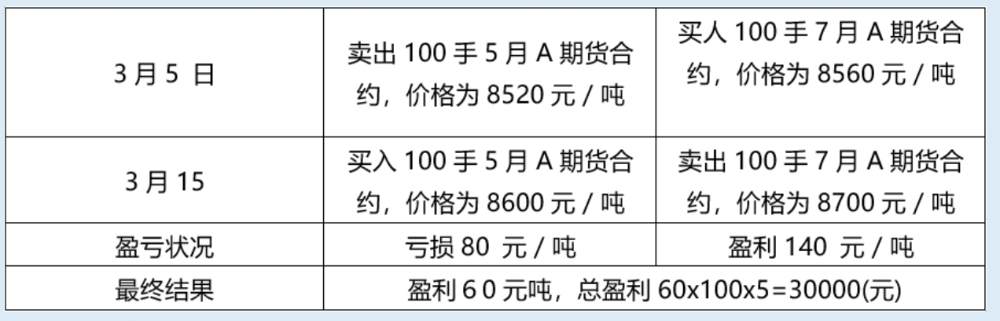 3 月 5 日
卖出 100 手 5 月 A 期货合
约，价格为 8520 元 / 吨
买人 100 手 7 月 A 期货合
约，价格为 8560 元 / 吨
3 月 15
买入 100 手 5 月 A 期货合
约，价格为 8600 元 / 吨
卖出 100 手 7 月 A 期货合
约，价格为 8700 元 / 吨
盈亏状况
亏损 80 元 / 吨
盈利 140 元 / 吨
最终结果
盈利 6 0 元吨，总盈利 60x100x5=30000(元)